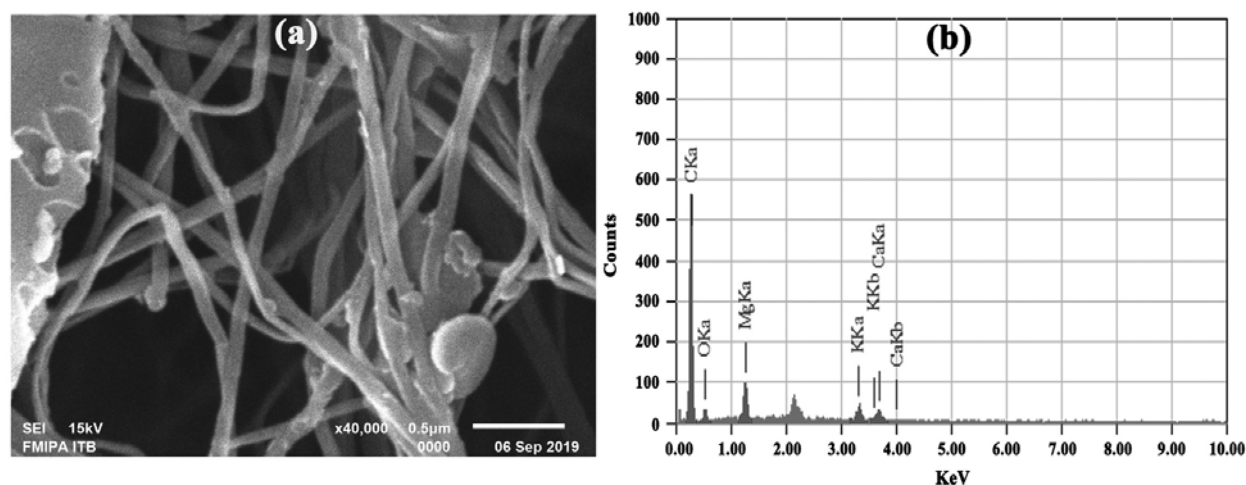 (a)
SEI 15kV x40,000 0.5µm
FMIPA ITB 0000 06 Sep 2019
(b)
1000
900
800
700
600
500
400
300
200
100
0
Counts
CKa
OKa
MgKa
KKa
KKb
CaKa
CaKb
0.00 1.00 2.00 3.00 4.00 5.00 6.00 7.00 8.00 9.00 10.00
KeV